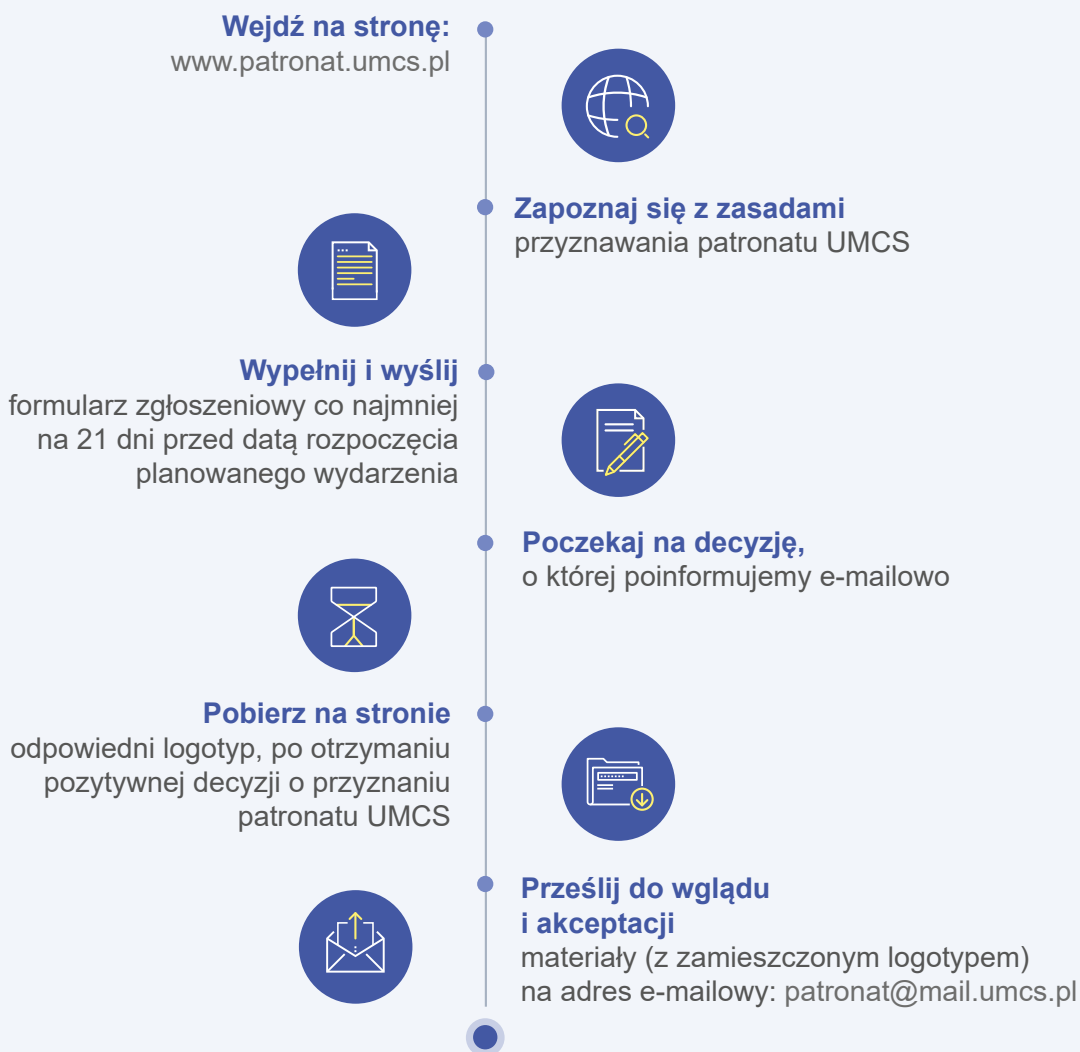 Wejdź na stronę:
www.patronat.umcs.pl
Zapoznaj się z zasadami
przyznawania patronatu UMCS
Wypełnij i wyślij
formularz zgłoszeniowy co najmniej
na 21 dni przed datą rozpoczęcia
planowanego wydarzenia
Poczekaj na decyzję,
o której poinformujemy e-mailowo
Pobierz na stronie
odpowiedni logotyp, po otrzymaniu
pozytywnej decyzji o przyznaniu
patronatu UMCS
Prześlij do wglądu
i akceptacji
materiały (z zamieszczonym logotypem)
na adres e-mailowy: patronat@mail.umcs.pl